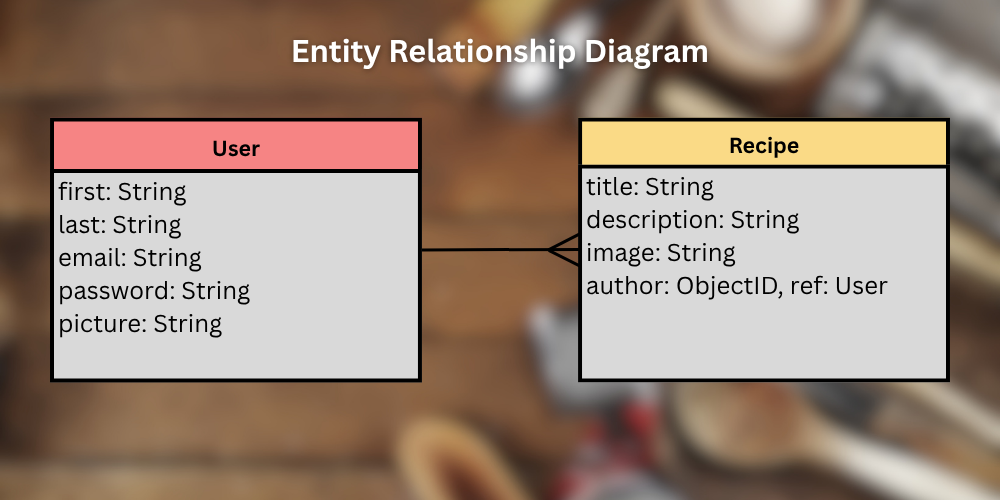 Entity Relationship Diagram
User
first: String
last: String
email: String
password: String
picture: String
Recipe
title: String
description: String
image: String
author: ObjectID, ref: User